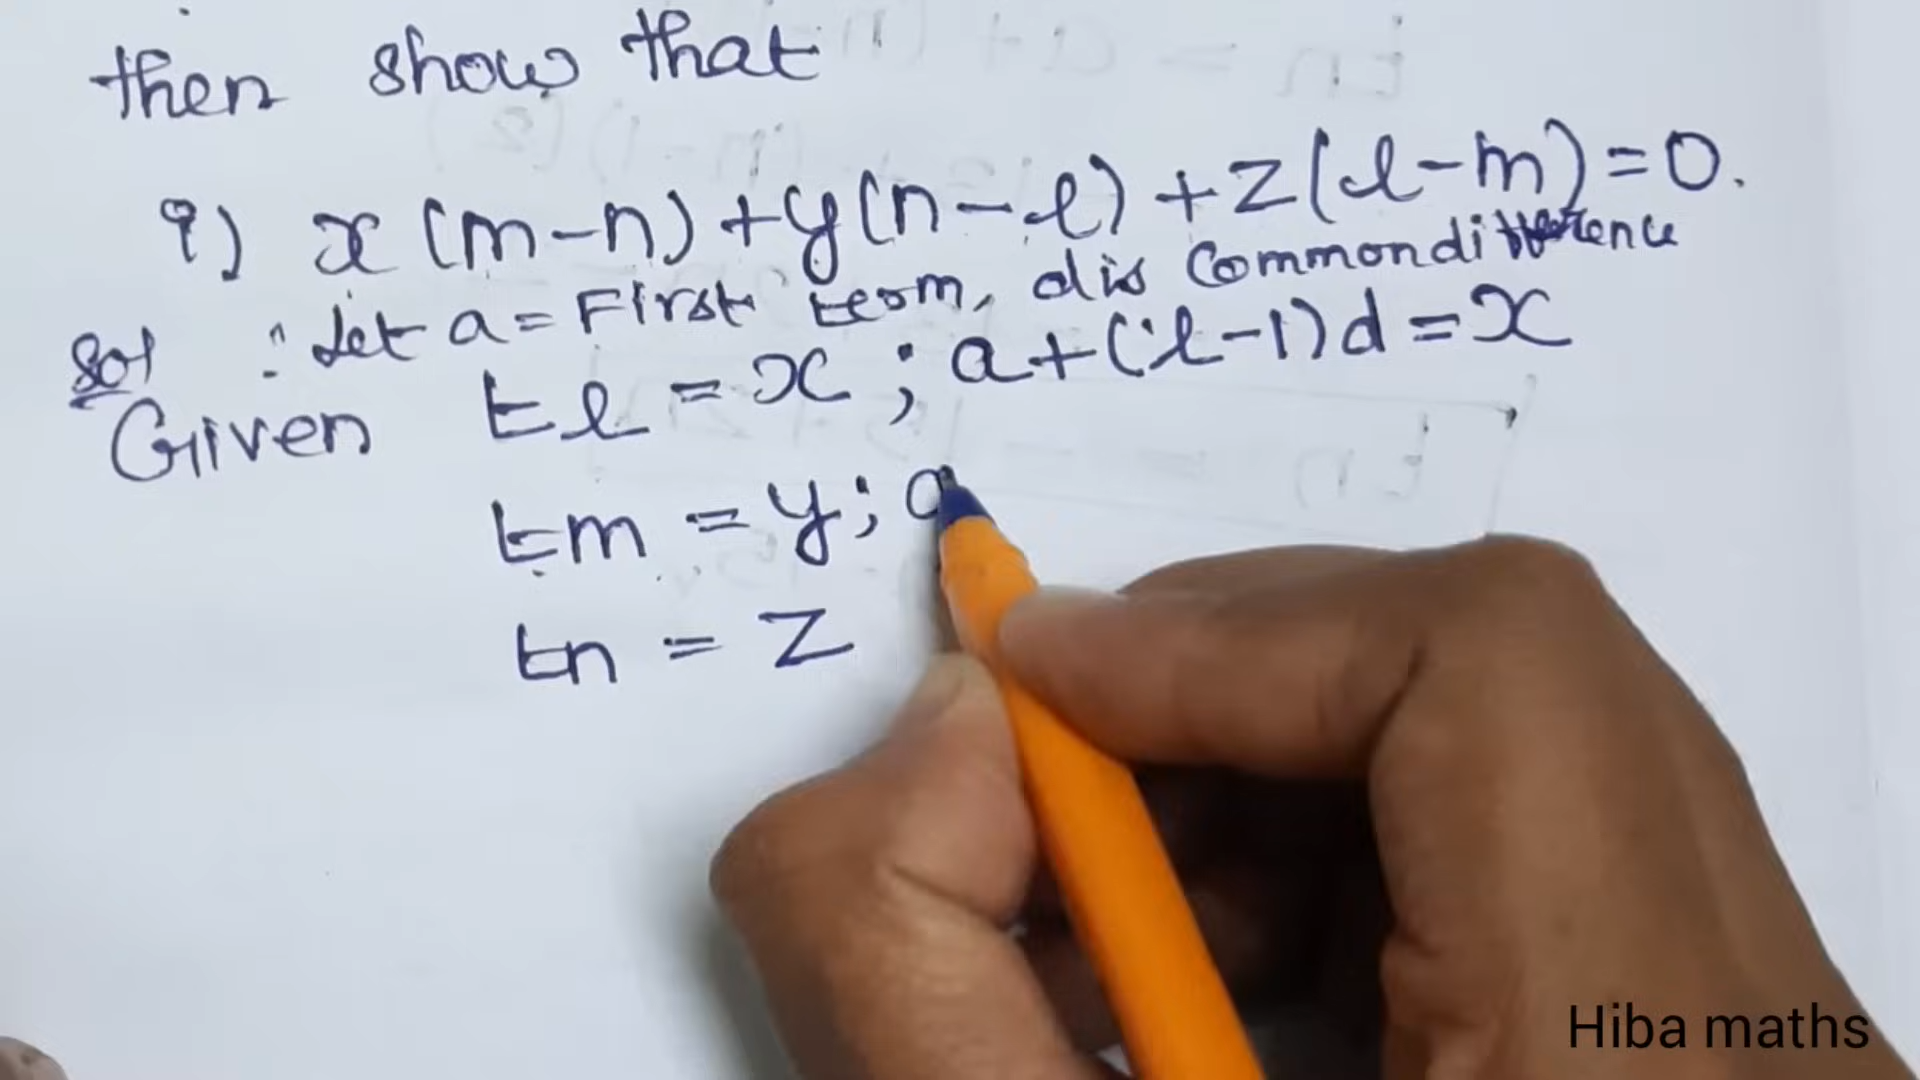 then show that
i) x(m-n)+y(n-l)+z(l-m)=0.
Sol : Let a = First term, d is Common difference
Given tl = x ; a+(l-1)d = x
tm = y ; a
tn = z
Hiba maths